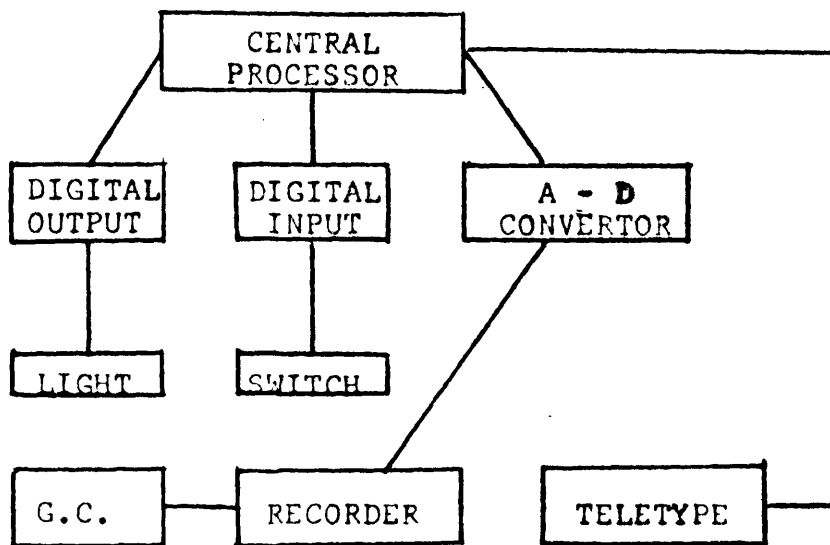 CENTRAL
PROCESSOR
DIGITAL
OUTPUT
DIGITAL
INPUT
A - D
CONVERTOR
LIGHT
SWITCH
G.C.
RECORDER
TELETYPE